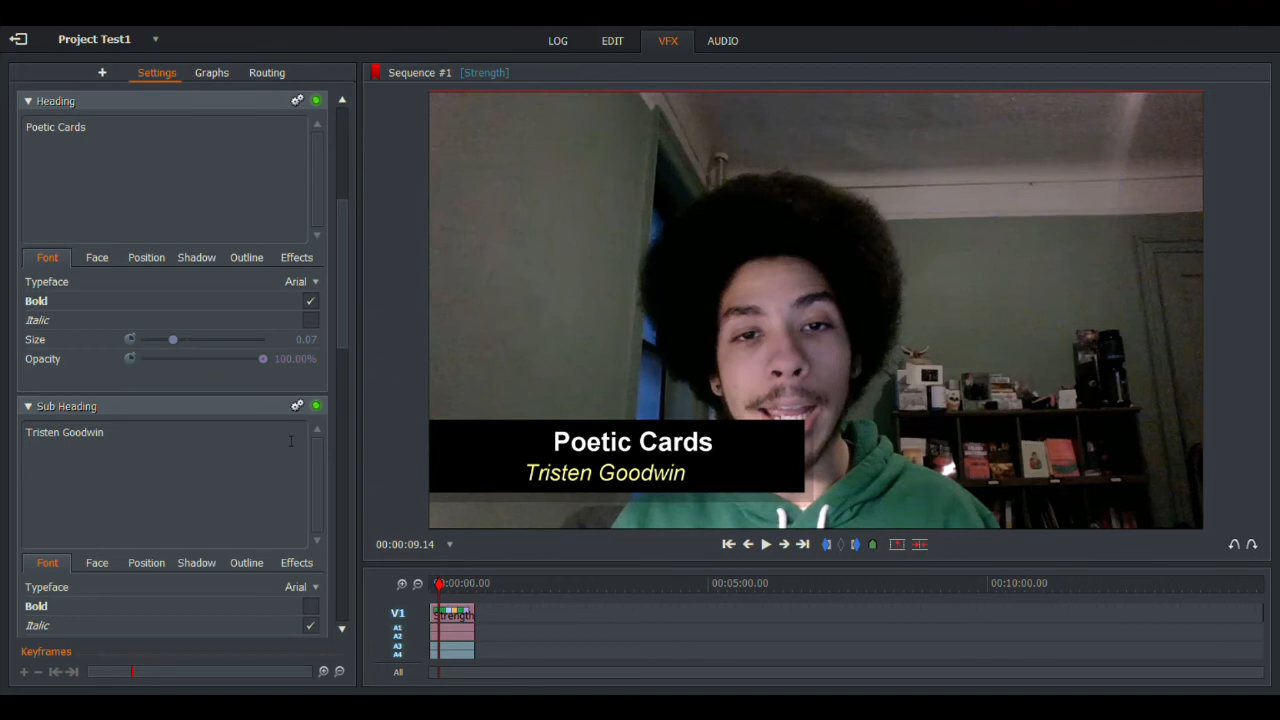 Project Test1
LOG EDIT VFX AUDIO
+ Settings Graphs Routing
Sequence #1 [Strength]
Heading
Poetic Cards
Font Face Position Shadow Outline Effects
Typeface Arial
Bold
Italic
Size 0.07
Opacity 100.00%
Sub Heading
Tristen Goodwin
Font Face Position Shadow Outline Effects
Typeface Arial
Bold
Italic
Keyframes
Poetic Cards
Tristen Goodwin
00:00:09.14
00:00:00.00 00:05:00.00 00:10:00.00
V1 Strength
A1
A2
A3
A4
All